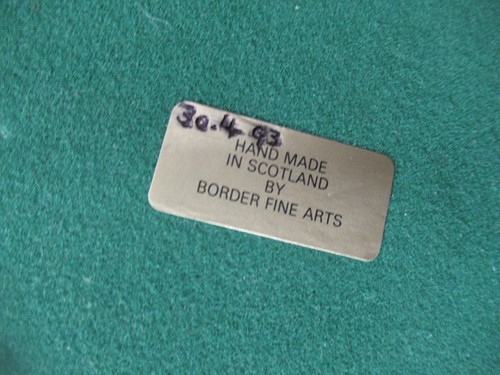 30.4 93
HAND MADE
IN SCOTLAND
BY
BORDER FINE ARTS